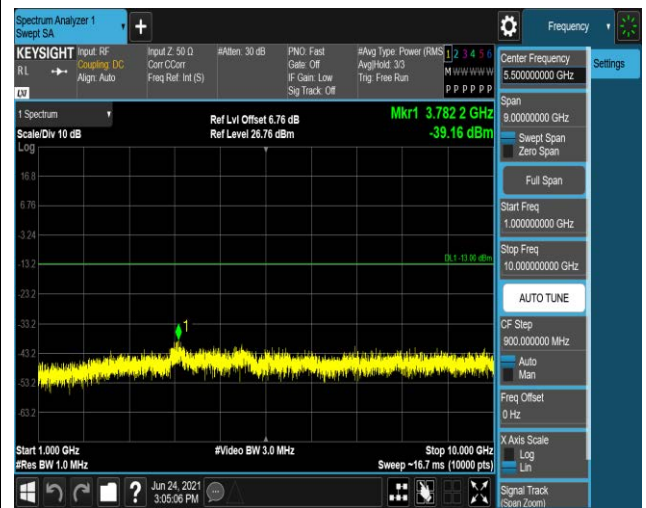 Spectrum Analyzer 1
Swept SA
+
Frequency
KEYSIGHT
RL
LXI
Input: RF
Coupling: DC
Align: Auto
Input Z: 50 Ω
Corr CCorr
Freq Ref: Int (S)
#Atten: 30 dB
PNO: Fast
Gate: Off
IF Gain: Low
Sig Track: Off
#Avg Type: Power (RMS
Avg|Hold: 3/3
Trig: Free Run
1 2 3 4 5 6
M W W W W W
P P P P P P
1 Spectrum
Scale/Div 10 dB
Log
Ref Lvl Offset 6.76 dB
Ref Level 26.76 dBm
Mkr1 3.782 2 GHz
-39.16 dBm
16.8
6.76
-3.24
-13.2
-23.2
-33.2
-43.2
-53.2
-63.2
DL1 -13.00 dBm
1
Start 1.000 GHz
#Res BW 1.0 MHz
#Video BW 3.0 MHz
Stop 10.000 GHz
Sweep ~16.7 ms (10000 pts)
Center Frequency
5.500000000 GHz
Settings
Span
9.00000000 GHz
Swept Span
Zero Span
Full Span
Start Freq
1.000000000 GHz
Stop Freq
10.000000000 GHz
AUTO TUNE
CF Step
900.000000 MHz
Auto
Man
Freq Offset
0 Hz
X Axis Scale
Log
Lin
Signal Track
(Span Zoom)
?
Jun 24, 2021
3:05:06 PM